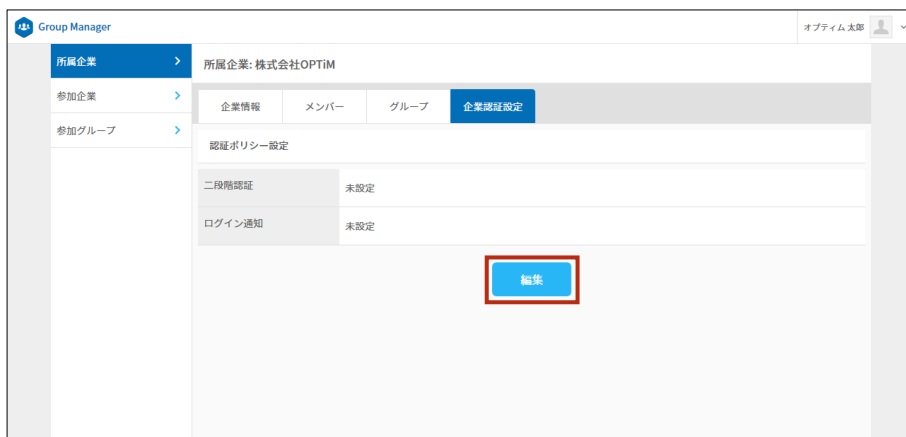 Group Manager
オプティム 太郎
所属企業
参加企業
参加グループ
所属企業: 株式会社OPTiM
企業情報 メンバー グループ 企業認証設定
認証ポリシー設定
二段階認証 未設定
ログイン通知 未設定
編集